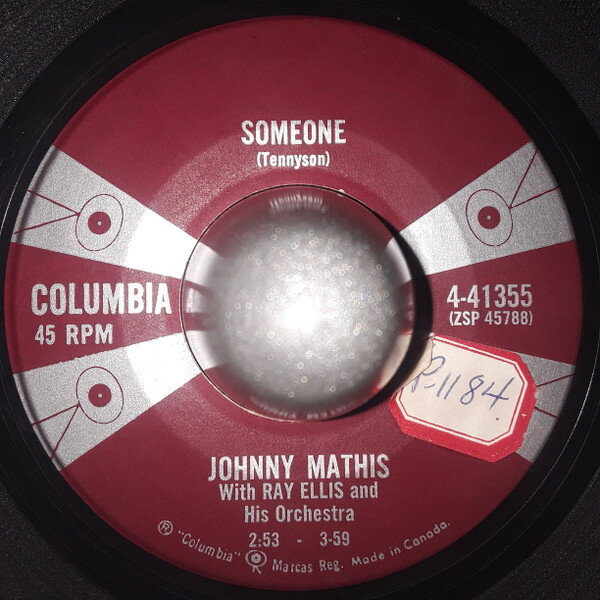 SOMEONE
(Tennyson)
COLUMBIA
45 RPM
4-41355
(ZSP 45788)
P-1184
JOHNNY MATHIS
With RAY ELLIS and
His Orchestra
2:53 - 3-59
® "Columbia" Marcas Reg. Made in Canada.